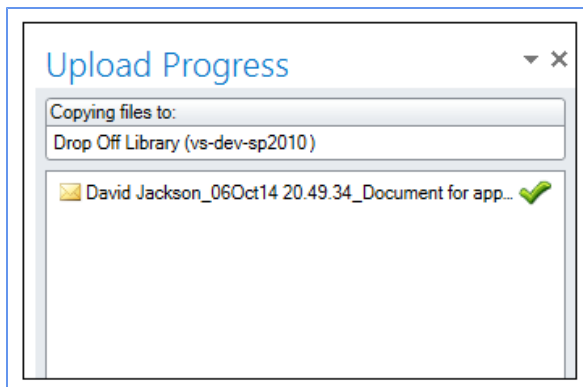 Upload Progress
Copying files to:
Drop Off Library (vs-dev-sp2010)
David Jackson_06Oct14 20.49.34_Document for app...